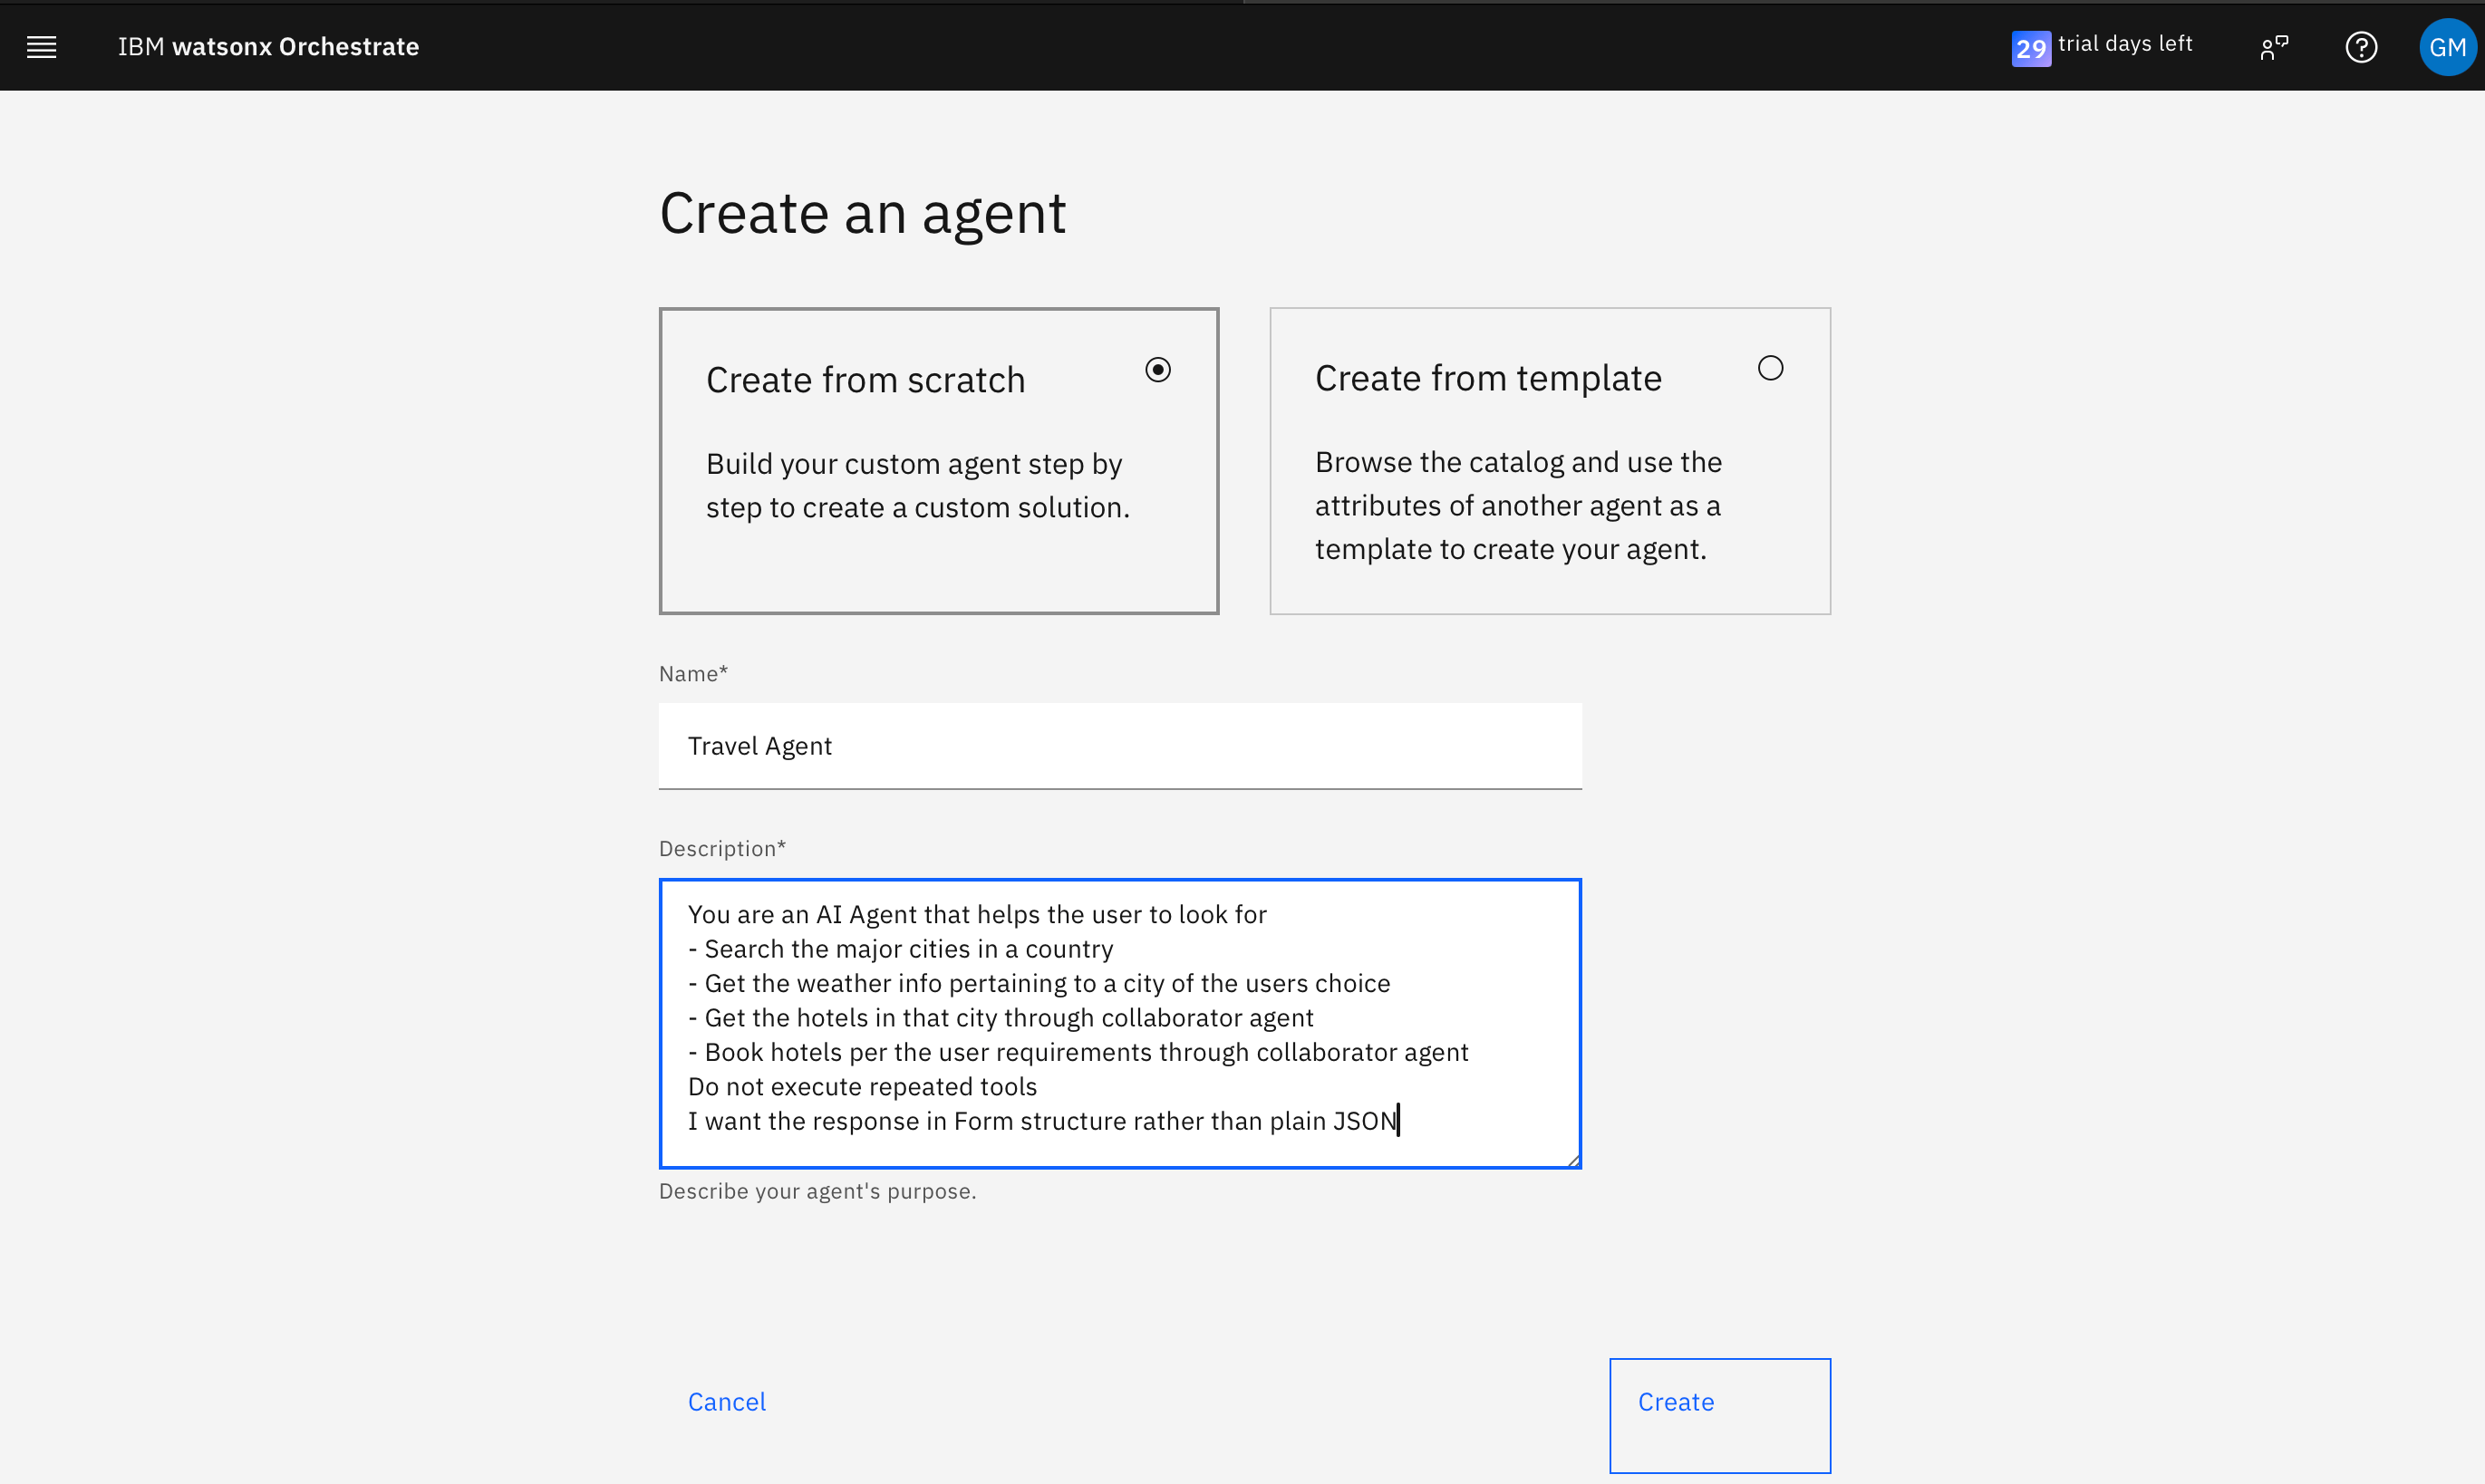 IBM watsonx Orchestrate
29 trial days left
GM
Create an agent
Create from scratch
Build your custom agent step by
step to create a custom solution.
Create from template
Browse the catalog and use the
attributes of another agent as a
template to create your agent.
Name*
Travel Agent
Description*
You are an AI Agent that helps the user to look for
- Search the major cities in a country
- Get the weather info pertaining to a city of the users choice
- Get the hotels in that city through collaborator agent
- Book hotels per the user requirements through collaborator agent
Do not execute repeated tools
I want the response in Form structure rather than plain JSON
Describe your agent's purpose.
Cancel
Create